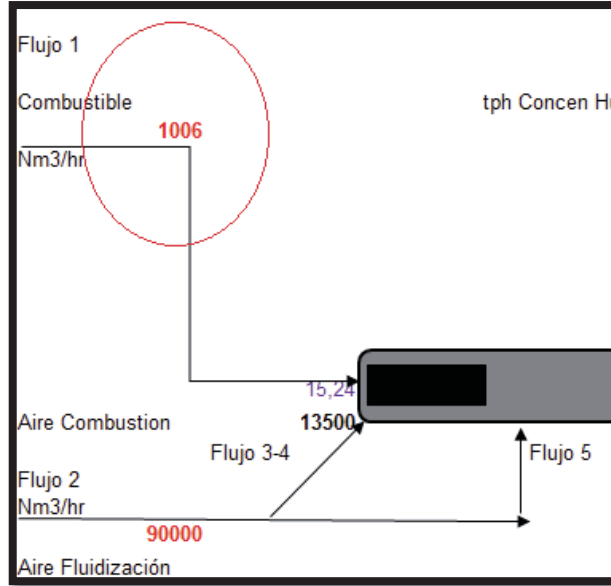 Flujo 1
Combustible
tph Concen Hu
1006
Nm3/hr
15,24
Aire Combustion
13500
Flujo 3-4
Flujo 5
Flujo 2
Nm3/hr
90000
Aire Fluidización